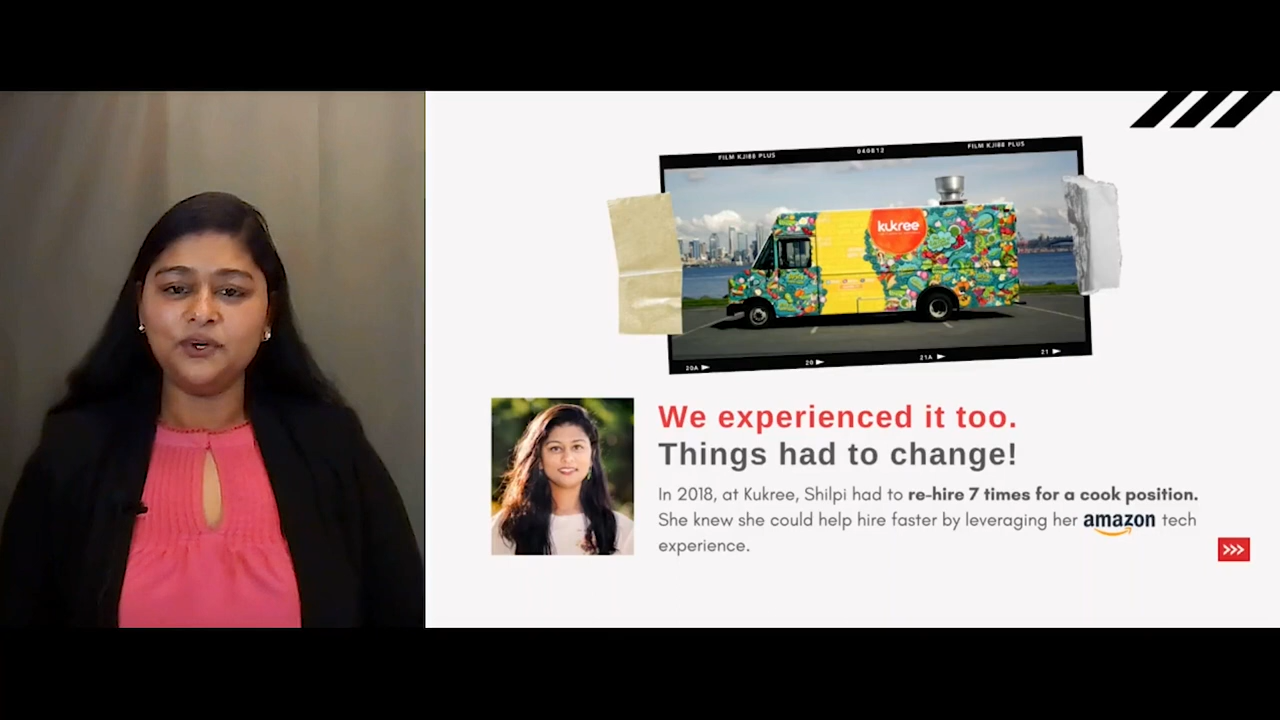 FILM KJI88 PLUS 040812 FILM KJI88 PLUS
kukree
20A 20 21A 21
We experienced it too.
Things had to change!
In 2018, at Kukree, Shilpi had to re-hire 7 times for a cook position.
She knew she could help hire faster by leveraging her amazon tech
experience.